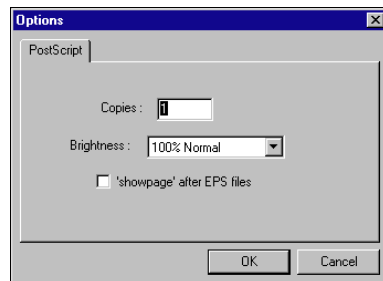 Options
PostScript
Copies : 1
Brightness : 100% Normal
'showpage' after EPS files
OK Cancel